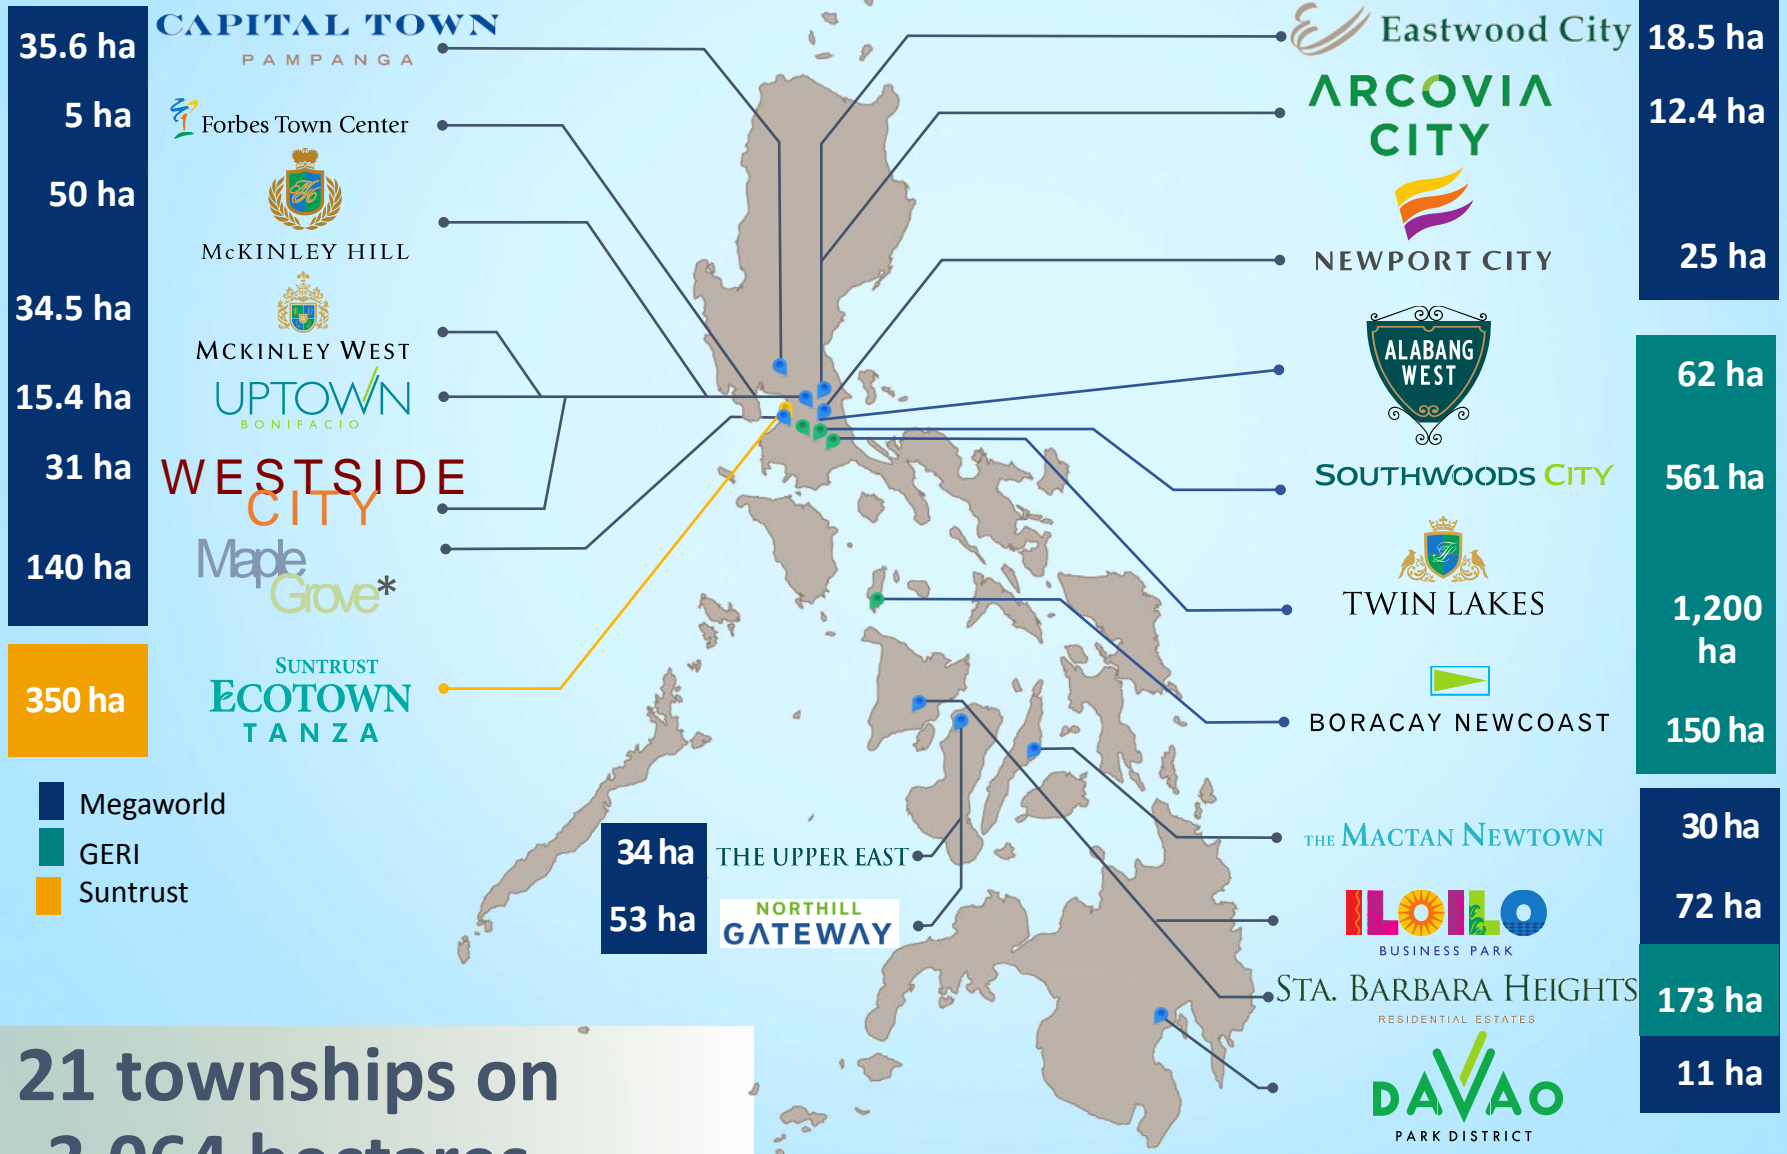 35.6 ha
CAPITAL TOWN
PAMPANGA
5 ha
Forbes Town Center
50 ha
McKINLEY HILL
34.5 ha
MCKINLEY WEST
15.4 ha
UPTOWN
BONIFACIO
31 ha
WESTSIDE
CITY
140 ha
Maple
Grove*
350 ha
SUNTRUST
ECOTOWN
TANZA
Megaworld
GERI
Suntrust
34 ha
THE UPPER EAST
53 ha
NORTHILL
GATEWAY
Eastwood City
18.5 ha
ARCOVIA
CITY
12.4 ha
NEWPORT CITY
25 ha
ALABANG
WEST
62 ha
SOUTHWOODS CITY
561 ha
TWIN LAKES
1,200
ha
BORACAY NEWCOAST
150 ha
THE MACTAN NEWTOWN
30 ha
ILOILO
BUSINESS PARK
72 ha
STA. BARBARA HEIGHTS
RESIDENTIAL ESTATES
173 ha
DAVAO
PARK DISTRICT
11 ha
21 townships on
3,064 hectares